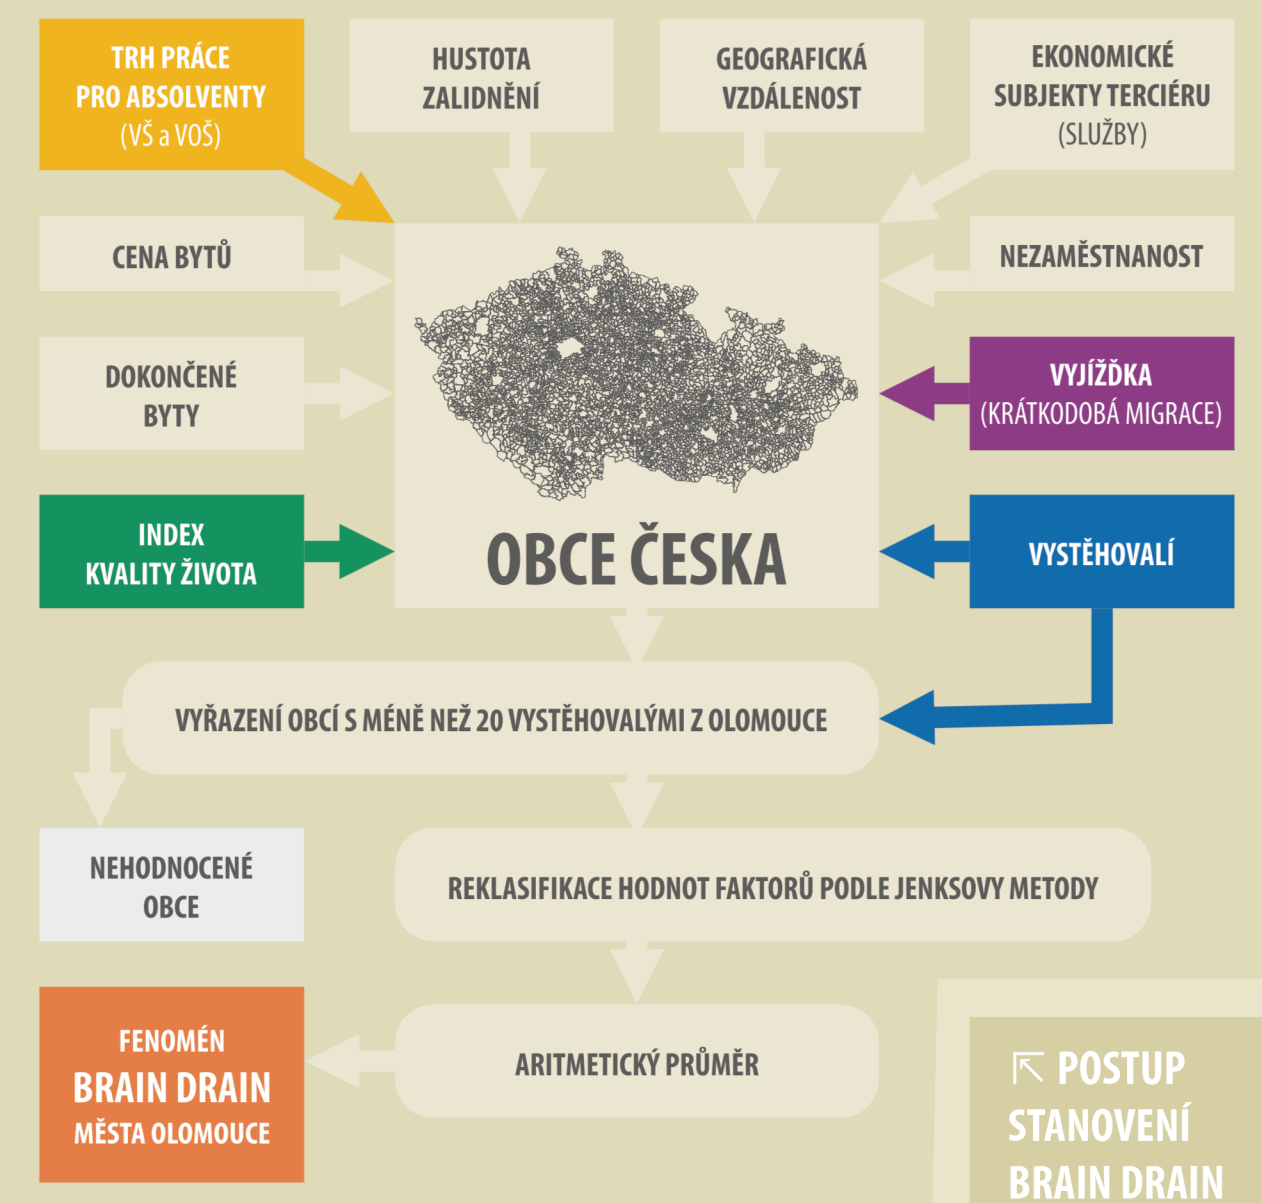 TRH PRÁCE
PRO ABSOLVENTY
(VŠ a VOŠ)
HUSTOTA
ZALIDNĚNÍ
GEOGRAFICKÁ
VZDÁLENOST
EKONOMICKÉ
SUBJEKTY TERCIÉRU
(SLUŽBY)
CENA BYTŮ
NEZAMĚSTNANOST
DOKONČENÉ
BYTY
VYJÍŽĎKA
(KRÁTKODOBÁ MIGRACE)
INDEX
KVALITY ŽIVOTA
OBCE ČESKA
VYSTĚHOVALÍ
VYŘAZENÍ OBCÍ S MÉNĚ NEŽ 20 VYSTĚHOVALÝMI Z OLOMOUCE
NEHODNOCENÉ
OBCE
REKLASIFIKACE HODNOT FAKTORŮ PODLE JENKSOVY METODY
FENOMÉN
BRAIN DRAIN
MĚSTA OLOMOUCE
ARITMETICKÝ PRŮMĚR
POSTUP
STANOVENÍ
BRAIN DRAIN